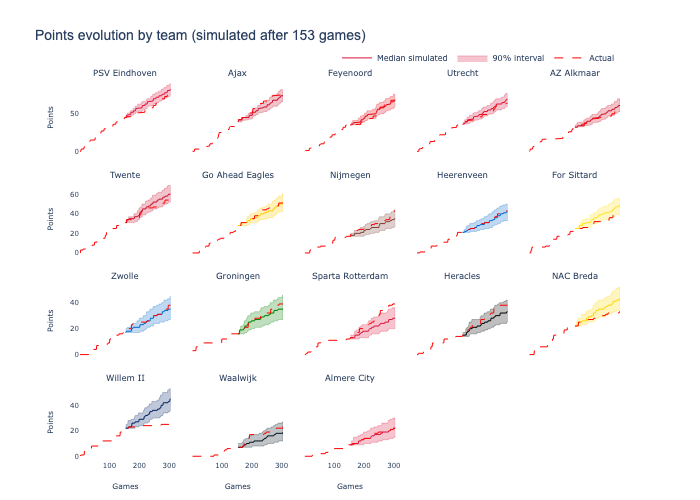 Points evolution by team (simulated after 153 games)
Median simulated 90% interval Actual
PSV Eindhoven Ajax Feyenoord Utrecht AZ Alkmaar
Points
50
0
Twente Go Ahead Eagles Nijmegen Heerenveen For Sittard
Points
60
40
20
0
Zwolle Groningen Sparta Rotterdam Heracles NAC Breda
Points
40
20
0
Willem II Waalwijk Almere City
Points
40
20
0
100 200 300 100 200 300 100 200 300
Games Games Games